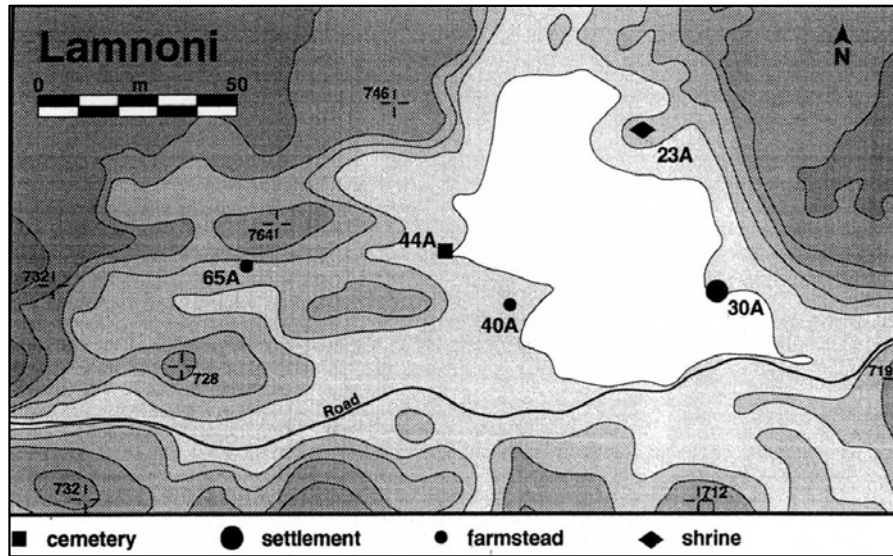 Lamnoni
0 m 50
N
746
23A
764
44A
65A
732
30A
40A
728
719
Road
732
712
cemetery settlement farmstead shrine